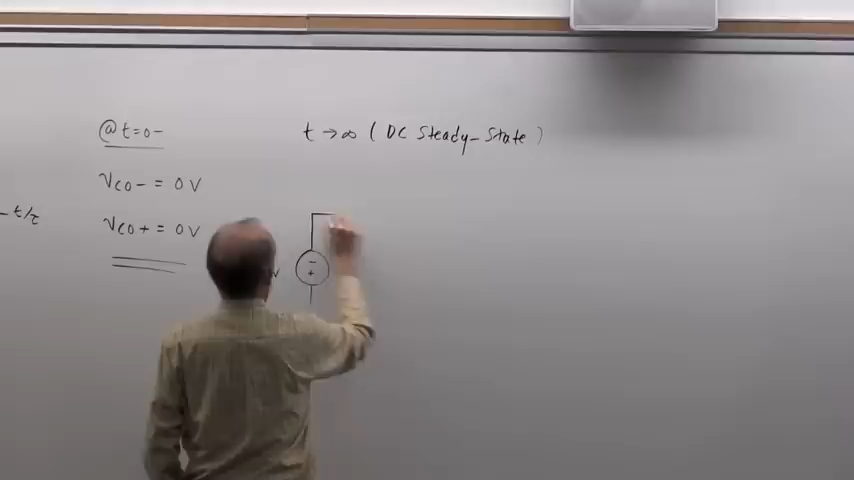 @t=0-
t → ∞ (DC Steady-State)
VC0- = 0V
- t/τ
VC0+ = 0V
V
-
+